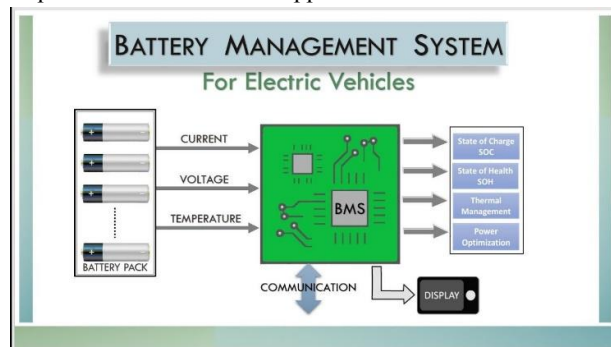 BATTERY MANAGEMENT SYSTEM
For Electric Vehicles
CURRENT
VOLTAGE
TEMPERATURE
BATTERY PACK
BMS
State of Charge
SOC
State of Health
SOH
Thermal
Management
Power
Optimization
COMMUNICATION
DISPLAY